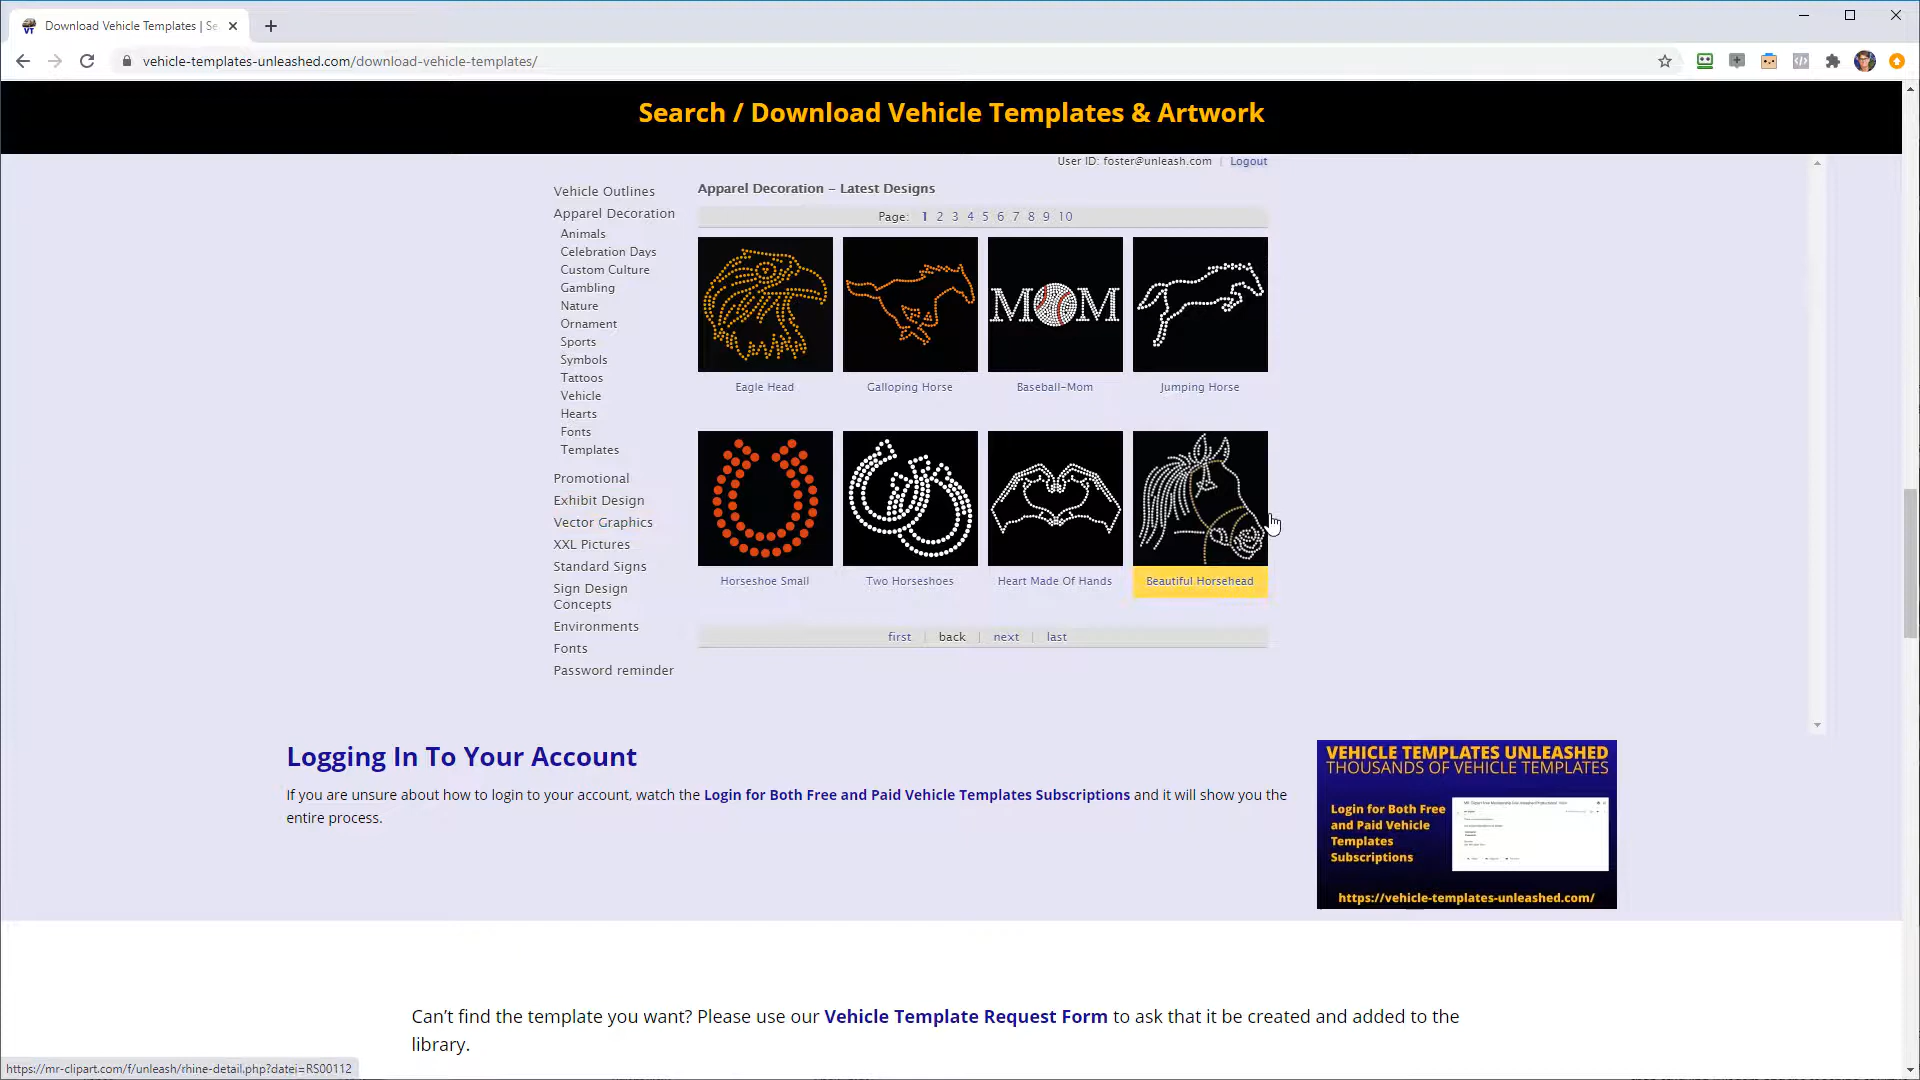 Download Vehicle Templates | Se
vehicle-templates-unleashed.com/download-vehicle-templates/
Search / Download Vehicle Templates & Artwork
User ID: foster@unleash.com | Logout
Vehicle Outlines
Apparel Decoration
Animals
Celebration Days
Custom Culture
Gambling
Nature
Ornament
Sports
Symbols
Tattoos
Vehicle
Hearts
Fonts
Templates
Promotional
Exhibit Design
Vector Graphics
XXL Pictures
Standard Signs
Sign Design
Concepts
Environments
Fonts
Password reminder
Apparel Decoration – Latest Designs
Page: 1 2 3 4 5 6 7 8 9 10
MOM
Eagle Head Galloping Horse Baseball-Mom Jumping Horse
Horseshoe Small Two Horseshoes Heart Made Of Hands Beautiful Horsehead
first | back | next | last
Logging In To Your Account
If you are unsure about how to login to your account, watch the Login for Both Free and Paid Vehicle Templates Subscriptions and it will show you the
entire process.
VEHICLE TEMPLATES UNLEASHED
THOUSANDS OF VEHICLE TEMPLATES
Login for Both Free
and Paid Vehicle
Templates
Subscriptions
https://vehicle-templates-unleashed.com/
Can’t find the template you want? Please use our Vehicle Template Request Form to ask that it be created and added to the
library.
https://mr-clipart.com/f/unleash/rhine-detail.php?datei=RS00112